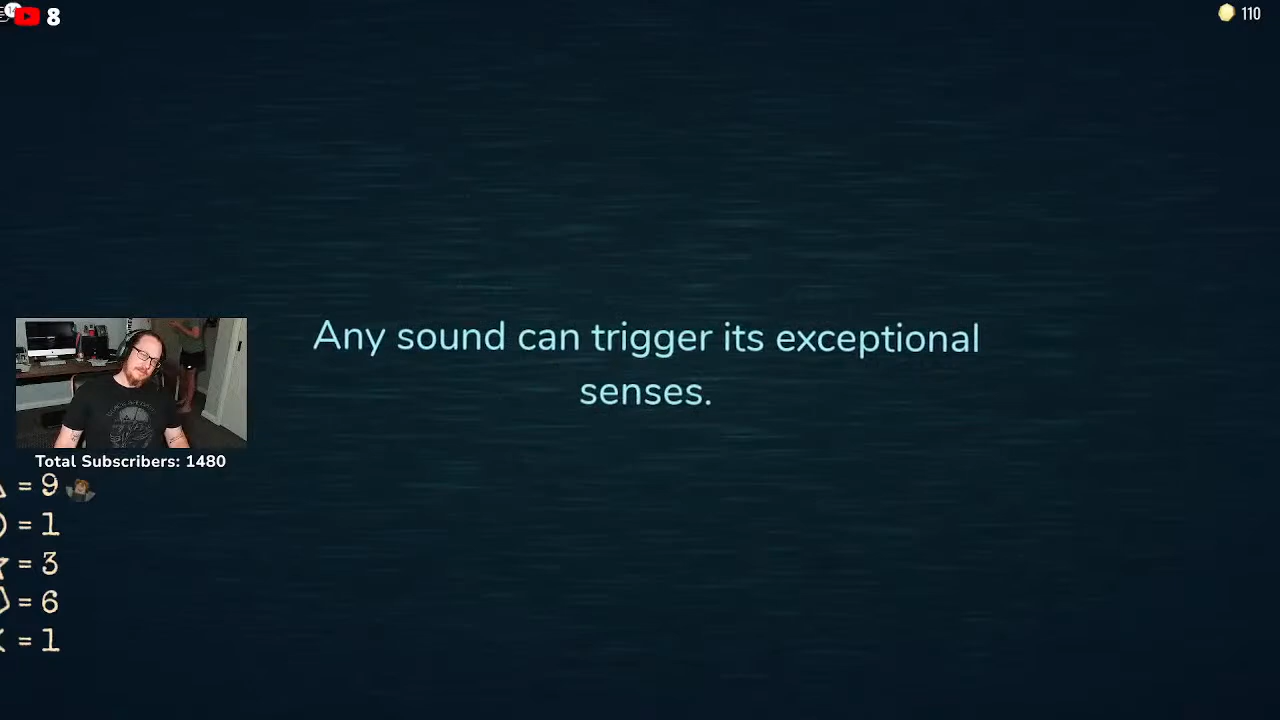 8
110
Any sound can trigger its exceptional
senses.
Total Subscribers: 1480
= 9
= 1
= 3
= 6
= 1